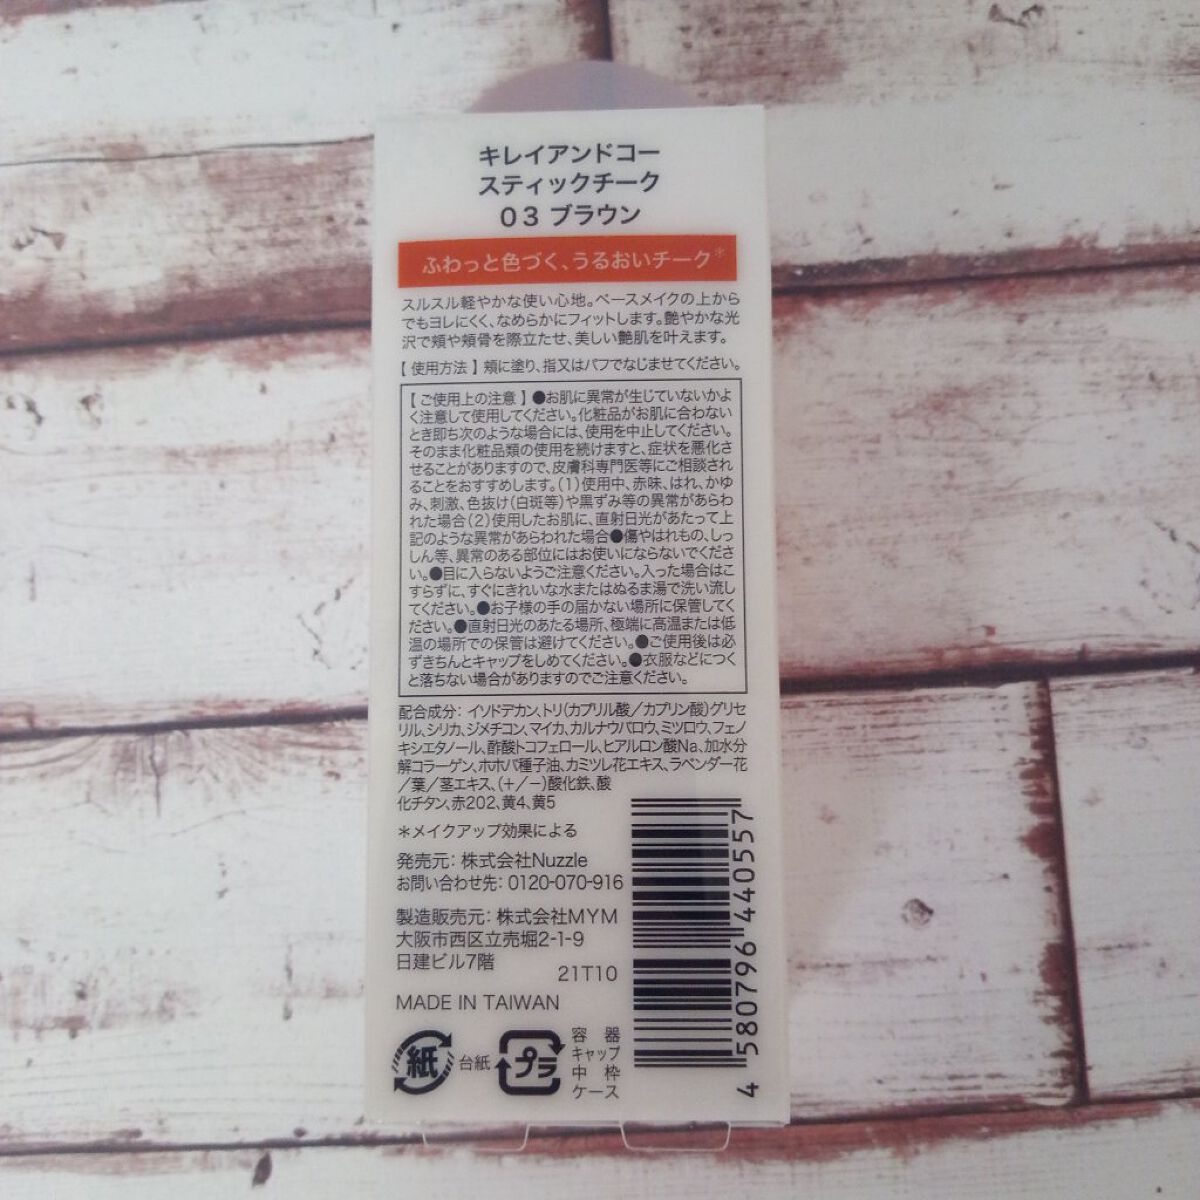 キレイアンドコー
スティックチーク
03 ブラウン
ふわっと色づく、うるおいチーク*
スルスル軽やかな使い心地。ベースメイクの上から
でもヨレにくく、なめらかにフィットします。艶やかな光
沢で頬や頬骨を際立たせ、美しい艶肌を叶えます。
【 使用方法 】 頬に塗り、指又はパフでなじませてください。
【 ご使用上の注意 】 ●お肌に異常が生じていないかよ
く注意して使用してください。化粧品がお肌に合わない
とき即ち次のような場合には、使用を中止してください。
そのまま化粧品類の使用を続けますと、症状を悪化さ
せることがありますので、皮膚科専門医等にご相談され
ることをおすすめします。(1)使用中、赤味、はれ、かゆ
み、刺激、色抜け(白斑等)や黒ずみ等の異常があらわ
れた場合(2)使用したお肌に、直射日光があたって上
記のような異常があらわれた場合●傷やはれもの、しっ
しん等、異常のある部位にはお使いにならないでくださ
い。●目に入らないようご注意ください。入った場合はこ
すらずに、すぐにきれいな水またはぬるま湯で洗い流し
てください。●お子様の手の届かない場所に保管してく
ださい。●直射日光のあたる場所、極端に高温または低
温の場所での保管は避けてください。●ご使用後は必
ずきちんとキャップをしめてください。●衣服などにつく
と落ちない場合がありますのでご注意ください。
配合成分: イソドデカン、トリ(カプリル酸/カプリン酸)グリセ
リル、シリカ、ジメチコン、マイカ、カルナウバロウ、ミツロウ、フェノ
キシエタノール、酢酸トコフェロール、ヒアルロン酸Na、加水分
解コラーゲン、ホホバ種子油、カミツレ花エキス、ラベンダー花
/葉/茎エキス、(+/-)酸化鉄、酸
化チタン、赤202、黄4、黄5
*メイクアップ効果による
発売元: 株式会社Nuzzle
お問い合わせ先: 0120-070-916
製造販売元: 株式会社MYM
大阪市西区立売堀2-1-9
日建ビル7階
21T10
MADE IN TAIWAN
紙
台紙
プラ
容 器
キャップ
中 枠
ケース
4 580796 440557